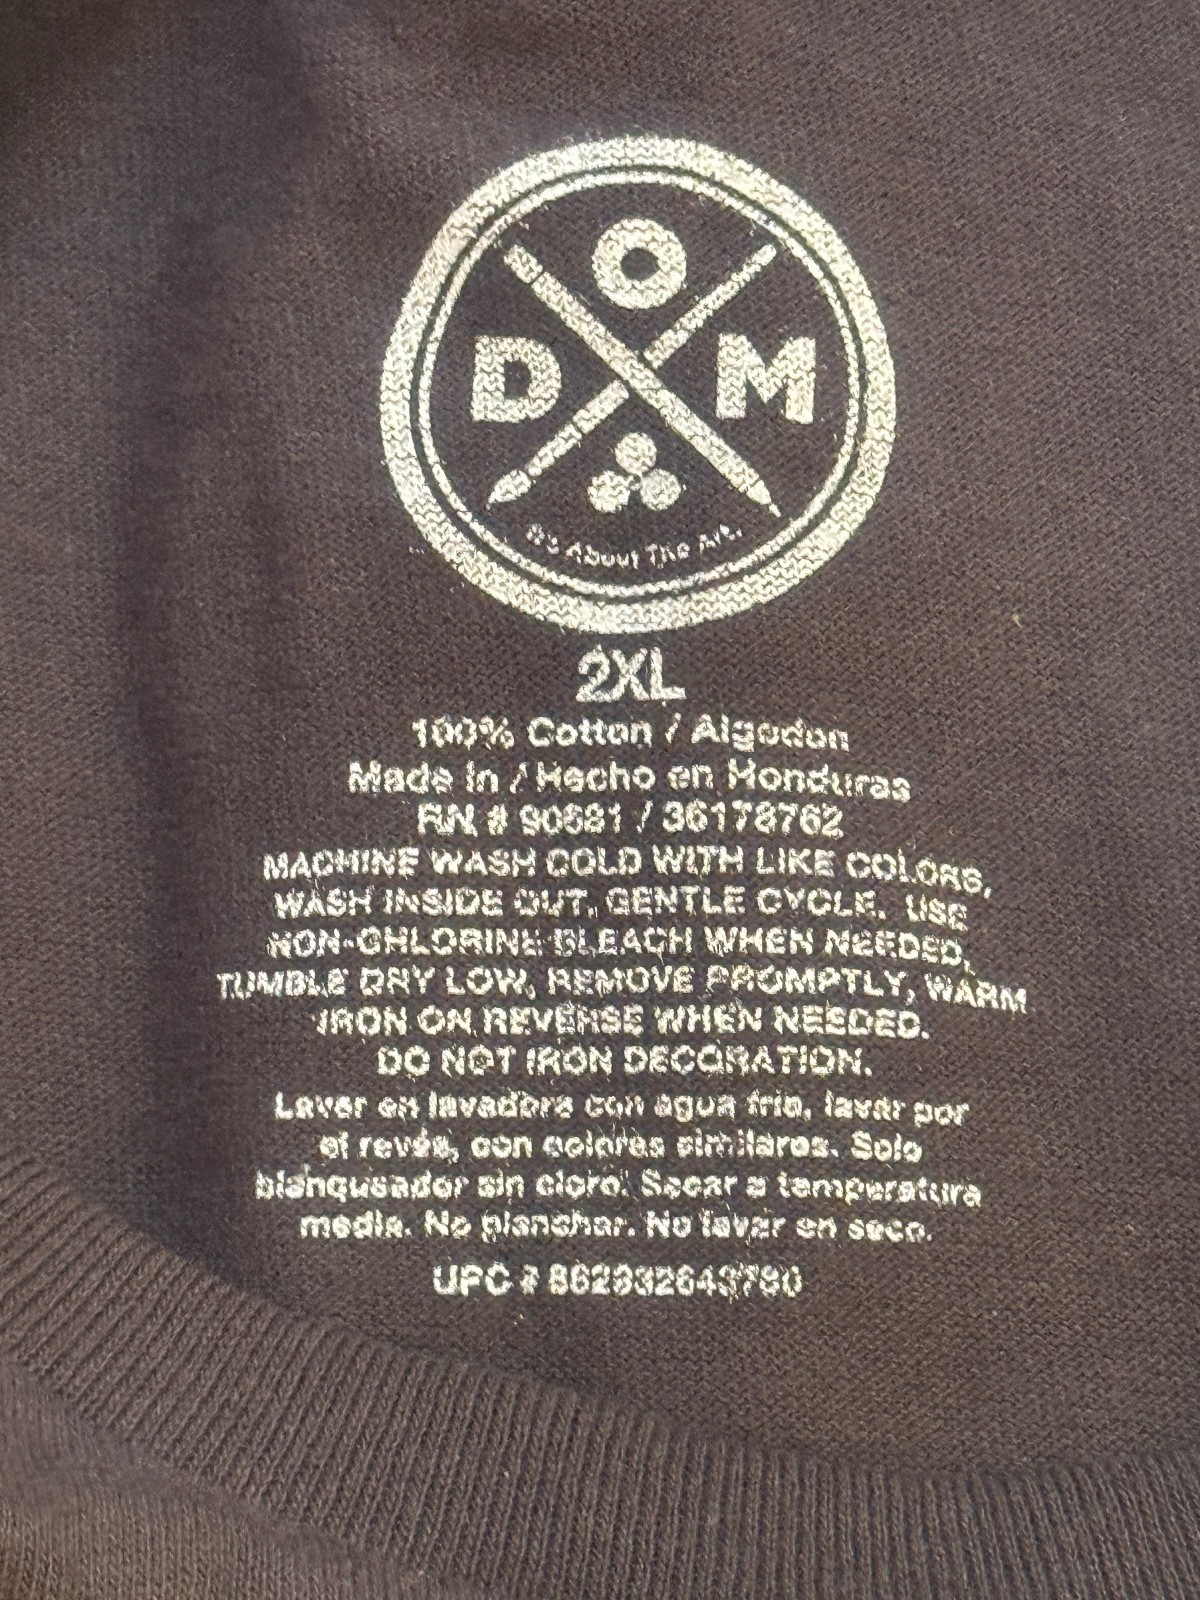 O
D M
It's About The Art.
2XL
100% Cotton / Algodon
Made In / Hecho en Honduras
RN # 90681 / 36178762
MACHINE WASH COLD WITH LIKE COLORS,
WASH INSIDE OUT, GENTLE CYCLE. USE
NON-CHLORINE BLEACH WHEN NEEDED,
TUMBLE DRY LOW, REMOVE PROMPTLY, WARM
IRON ON REVERSE WHEN NEEDED.
DO NOT IRON DECORATION.
Lavar en lavadora con agua fria, lavar por
el revés, con colores similares. Solo
blanqueador sin cloro. Secar a temperatura
media. No planchar. No lavar en seco.
UPC #